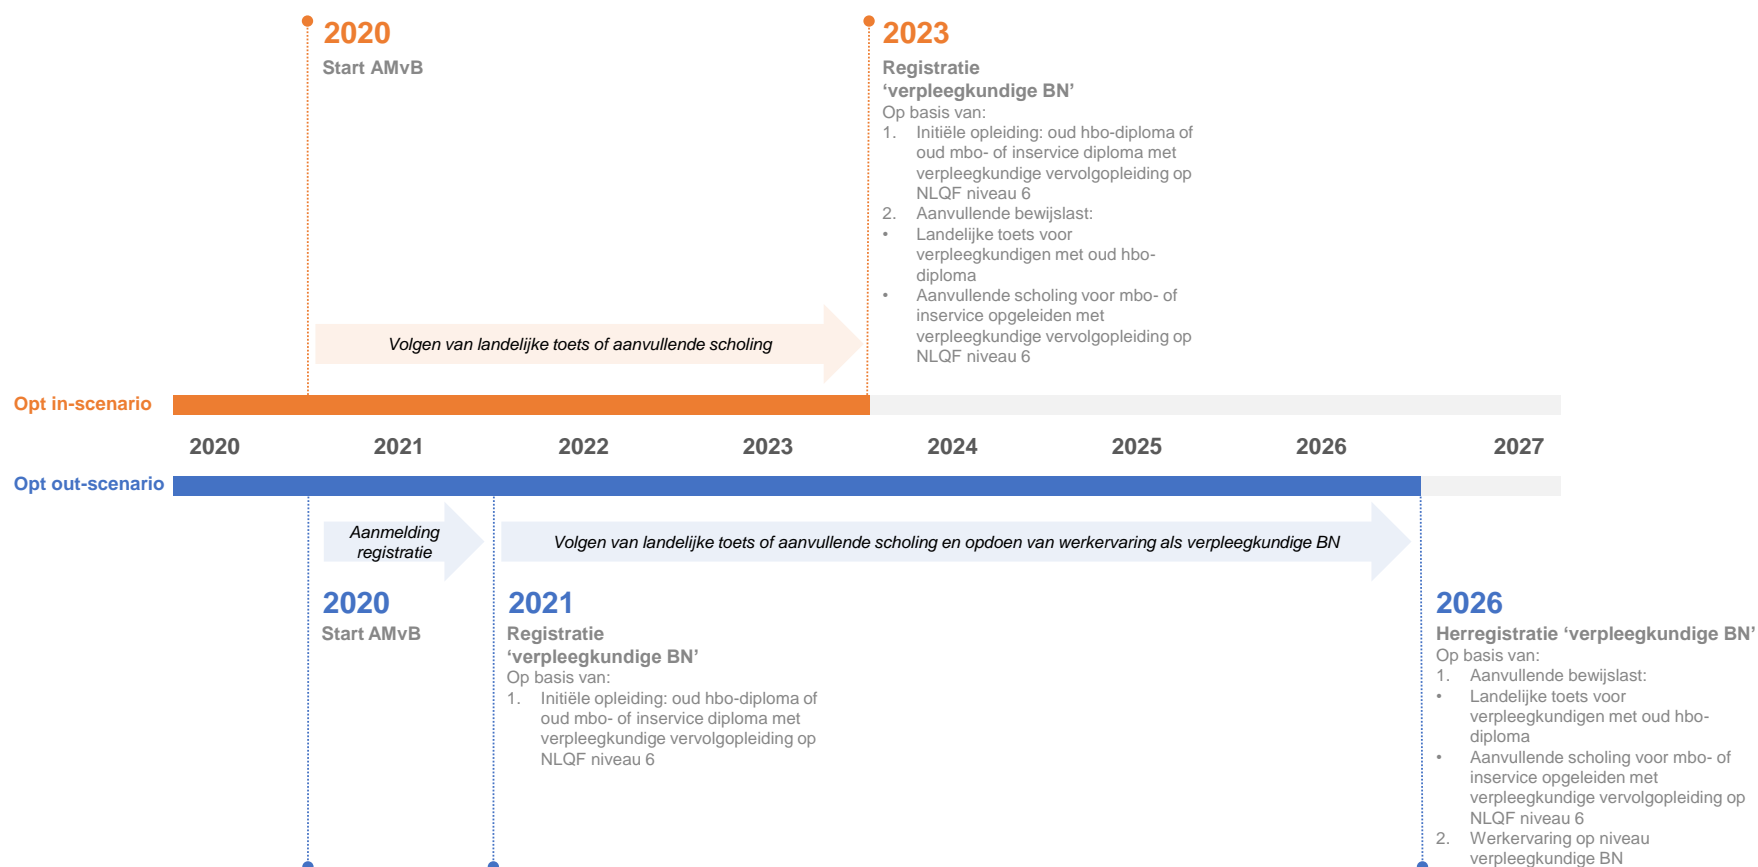 2020
Start AMvB
2023
Registratie
‘verpleegkundige BN’
Op basis van:
1. Initiële opleiding: oud hbo-diploma of
oud mbo- of inservice diploma met
verpleegkundige vervolgopleiding op
NLQF niveau 6
2. Aanvullende bewijslast:
• Landelijke toets voor
verpleegkundigen met oud hbo-
diploma
• Aanvullende scholing voor mbo- of
inservice opgeleiden met
verpleegkundige vervolgopleiding op
NLQF niveau 6
Volgen van landelijke toets of aanvullende scholing
Opt in-scenario
2020 2021 2022 2023 2024 2025 2026 2027
Opt out-scenario
Aanmelding
registratie
Volgen van landelijke toets of aanvullende scholing en opdoen van werkervaring als verpleegkundige BN
2020
Start AMvB
2021
Registratie
‘verpleegkundige BN’
Op basis van:
1. Initiële opleiding: oud hbo-diploma of
oud mbo- of inservice diploma met
verpleegkundige vervolgopleiding op
NLQF niveau 6
2026
Herregistratie ‘verpleegkundige BN’
Op basis van:
1. Aanvullende bewijslast:
• Landelijke toets voor
verpleegkundigen met oud hbo-
diploma
• Aanvullende scholing voor mbo- of
inservice opgeleiden met
verpleegkundige vervolgopleiding op
NLQF niveau 6
2. Werkervaring op niveau
verpleegkundige BN